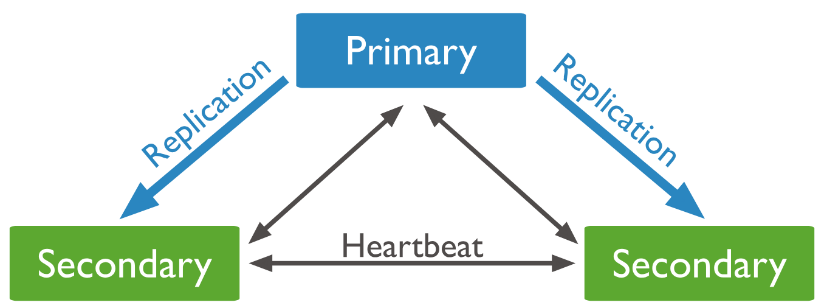 Primary
Replication
Replication
Heartbeat
Secondary
Secondary